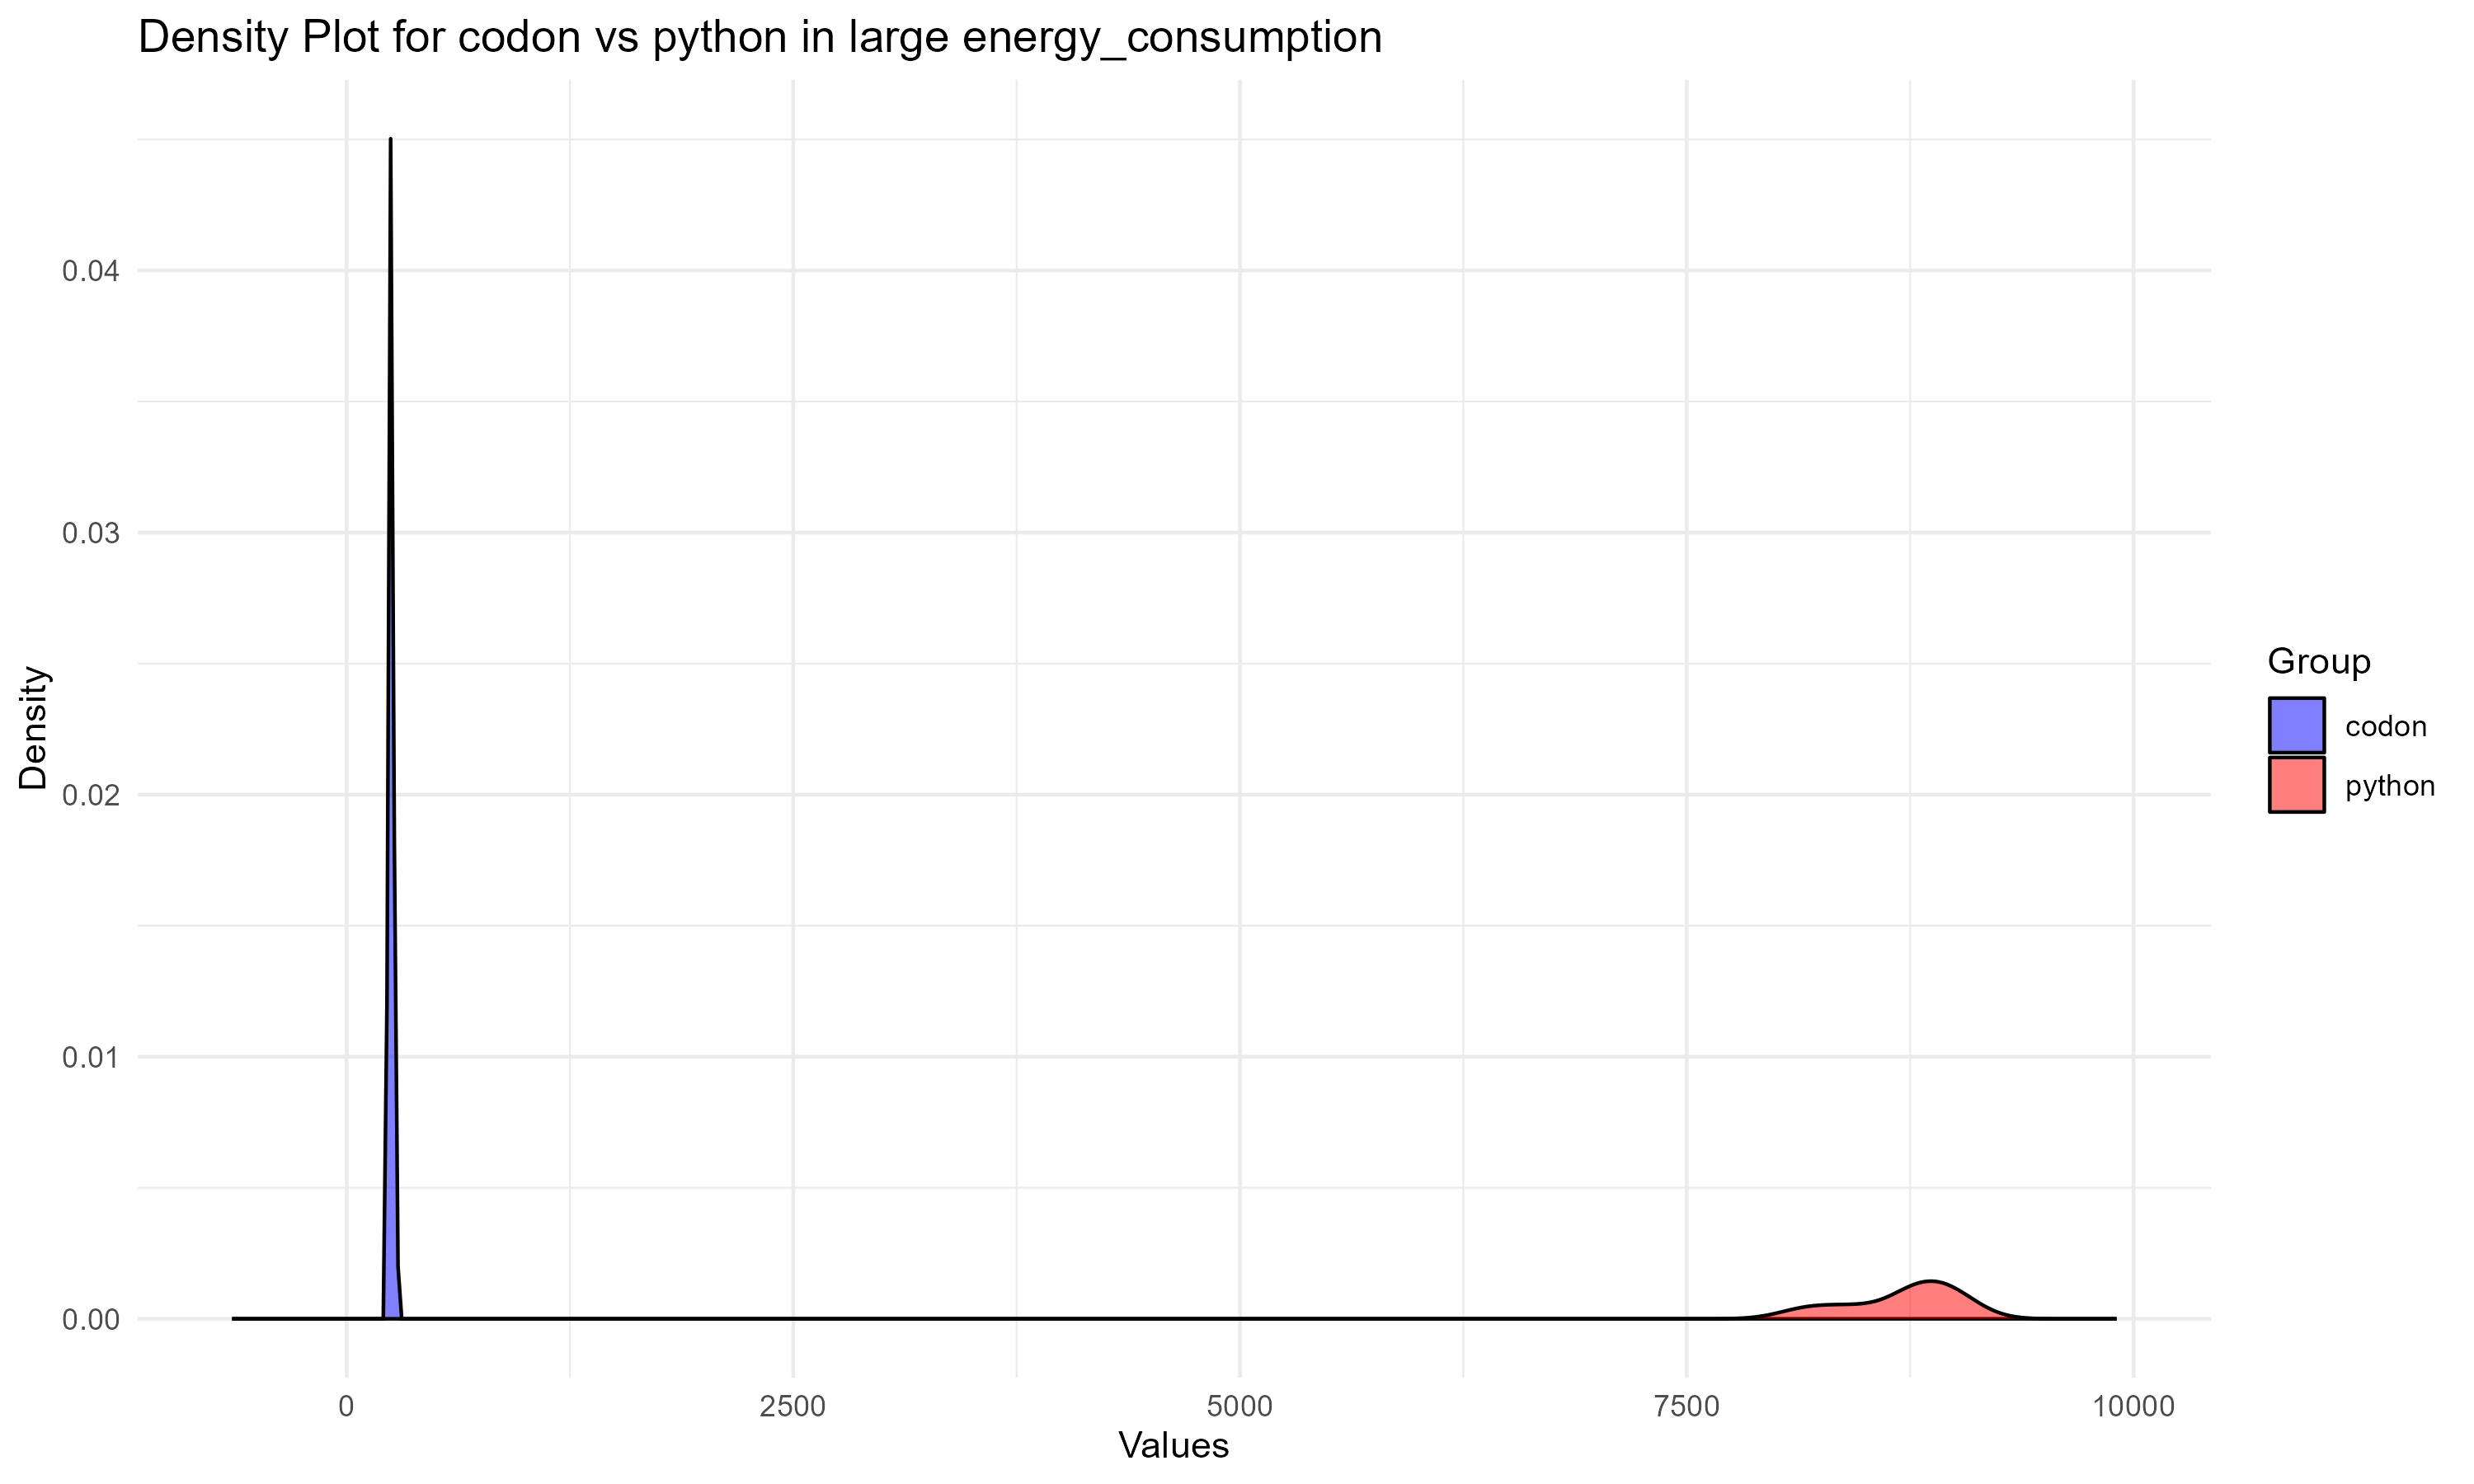 Density Plot for codon vs python in large energy_consumption
0.04
0.03
0.02
0.01
0.00
Density
0
2500
5000
7500
10000
Values
Group
codon
python